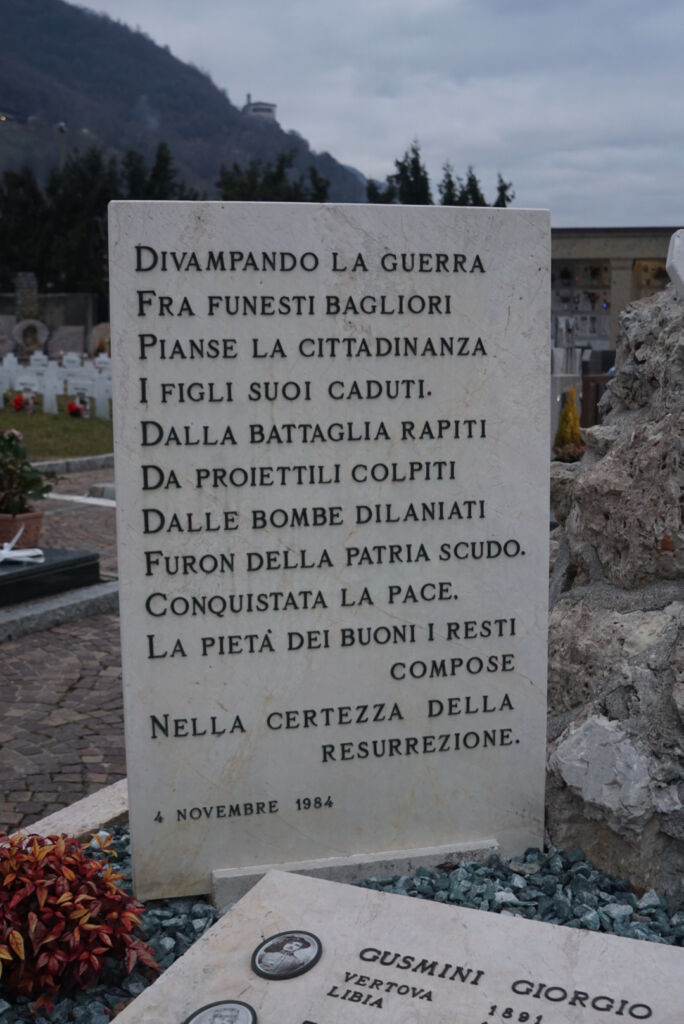 DIVAMPANDO LA GUERRA
FRA FUNESTI BAGLIORI
PIANSE LA CITTADINANZA
I FIGLI SUOI CADUTI.
DALLA BATTAGLIA RAPITI
DA PROIETTILI COLPITI
DALLE BOMBE DILANIATI
FURON DELLA PATRIA SCUDO.
CONQUISTATA LA PACE.
LA PIETÀ DEI BUONI I RESTI
COMPOSE
NELLA CERTEZZA DELLA
RESURREZIONE.
4 NOVEMBRE 1984
GUSMINI GIORGIO
VERTOVA 1891
LIBIA